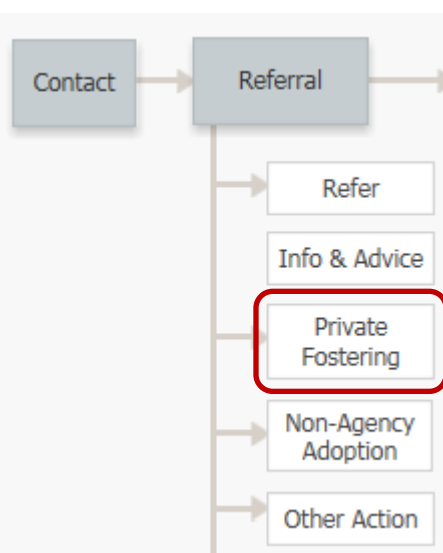 Contact
Referral
Refer
Info & Advice
Private
Fostering
Non-Agency
Adoption
Other Action